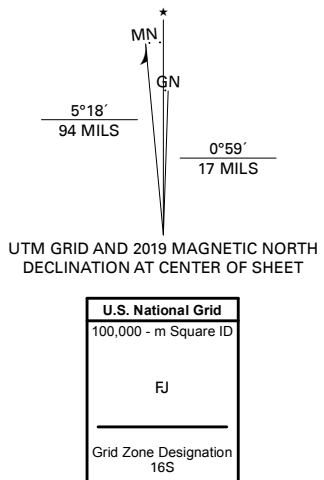 ★
MN
GN
5°18´
94 MILS
0°59´
17 MILS
UTM GRID AND 2019 MAGNETIC NORTH
DECLINATION AT CENTER OF SHEET
U.S. National Grid
100,000 - m Square ID
FJ
Grid Zone Designation
16S